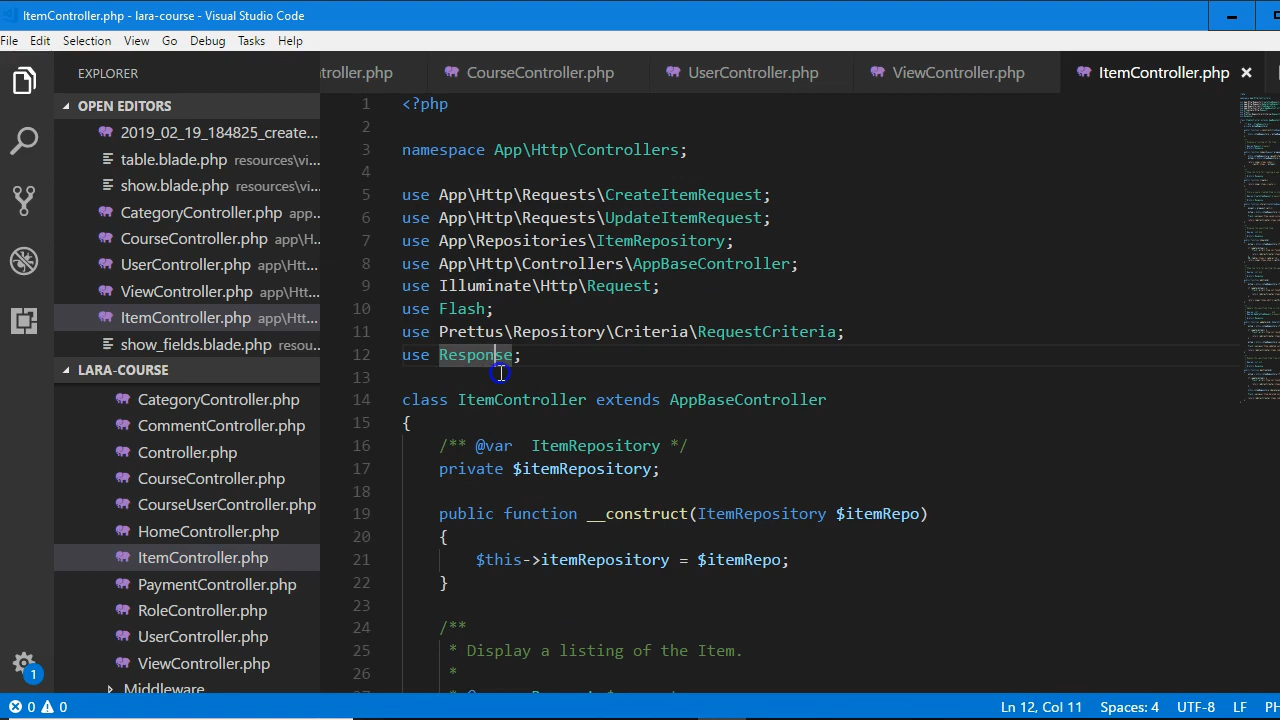 ItemController.php - lara-course - Visual Studio Code
File Edit Selection View Go Debug Tasks Help
EXPLORER
OPEN EDITORS
2019_02_19_184825_create...
table.blade.php resources\vi...
show.blade.php resources\vi...
CategoryController.php app...
CourseController.php app\H...
UserController.php app\Htt...
ViewController.php app\Htt...
ItemController.php app\Htt...
show_fields.blade.php resou...
LARA-COURSE
CategoryController.php
CommentController.php
Controller.php
CourseController.php
CourseUserController.php
HomeController.php
ItemController.php
PaymentController.php
RoleController.php
UserController.php
ViewController.php
Middleware
1
ntroller.php CourseController.php UserController.php ViewController.php ItemController.php
1 <?php
2
3 namespace App\Http\Controllers;
4
5 use App\Http\Requests\CreateItemRequest;
6 use App\Http\Requests\UpdateItemRequest;
7 use App\Repositories\ItemRepository;
8 use App\Http\Controllers\AppBaseController;
9 use Illuminate\Http\Request;
10 use Flash;
11 use Prettus\Repository\Criteria\RequestCriteria;
12 use Response;
13
14 class ItemController extends AppBaseController
15 {
16 /** @var ItemRepository */
17 private $itemRepository;
18
19 public function __construct(ItemRepository $itemRepo)
20 {
21 $this->itemRepository = $itemRepo;
22 }
23
24 /**
25 * Display a listing of the Item.
26 *
0 0 Ln 12, Col 11 Spaces: 4 UTF-8 LF PH